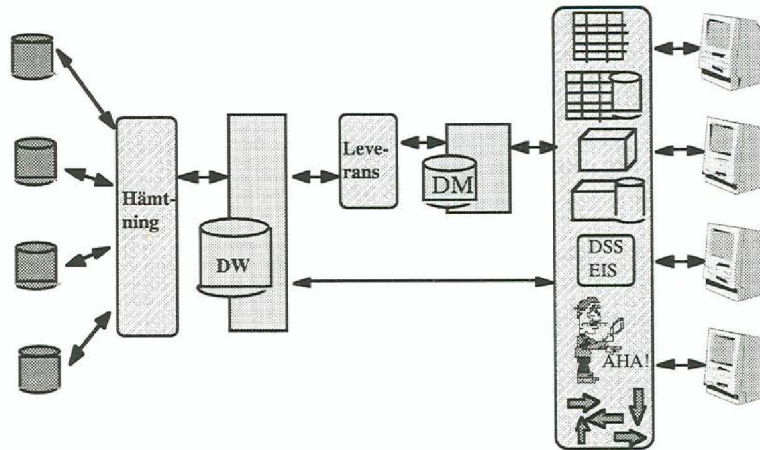 Hämt-
ning
DW
Leve-
rans
DM
DSS
EIS
AHA!